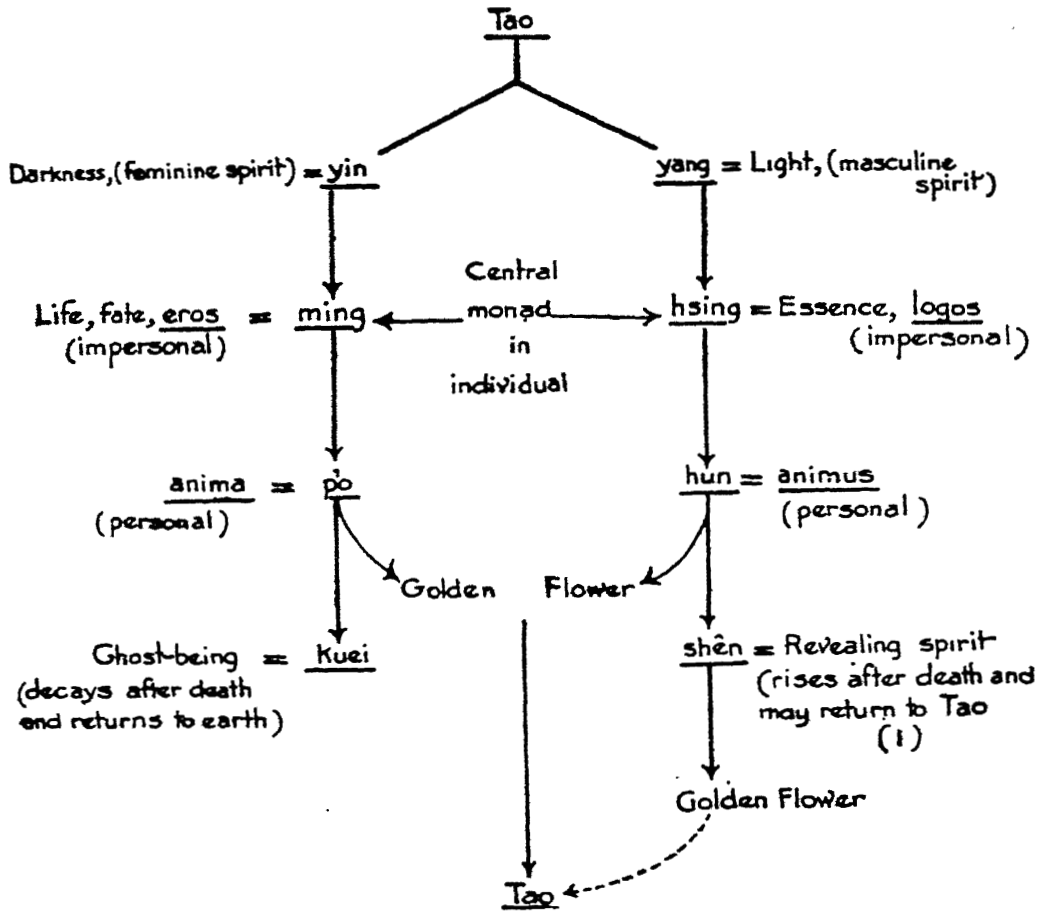 Tao
Darkness, (feminine spirit) = yin
yang = Light, (masculine
spirit)
Central
monad
in
individual
Life, fate, eros = ming
(impersonal)
hsing = Essence, logos
(impersonal)
anima = p'o
(personal)
hun = animus
(personal)
Golden Flower
Ghost-being = kuei
(decays after death
and returns to earth)
shên = Revealing spirit
(rises after death and
may return to Tao
(1)
Golden Flower
Tao